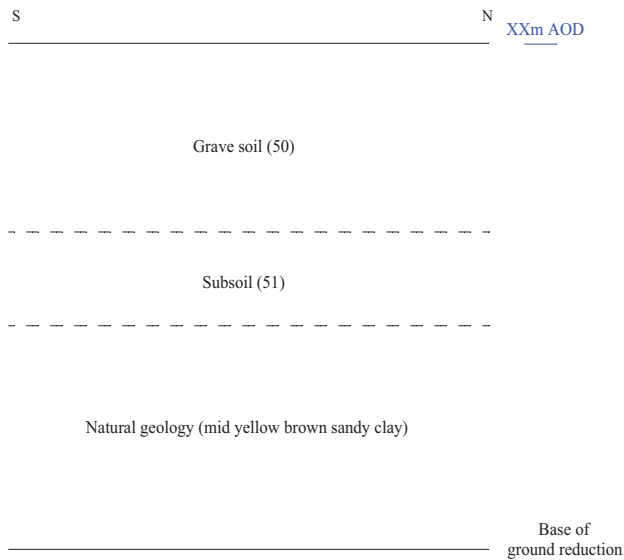 S
N
XXm AOD
Grave soil (50)
Subsoil (51)
Natural geology (mid yellow brown sandy clay)
Base of
ground reduction